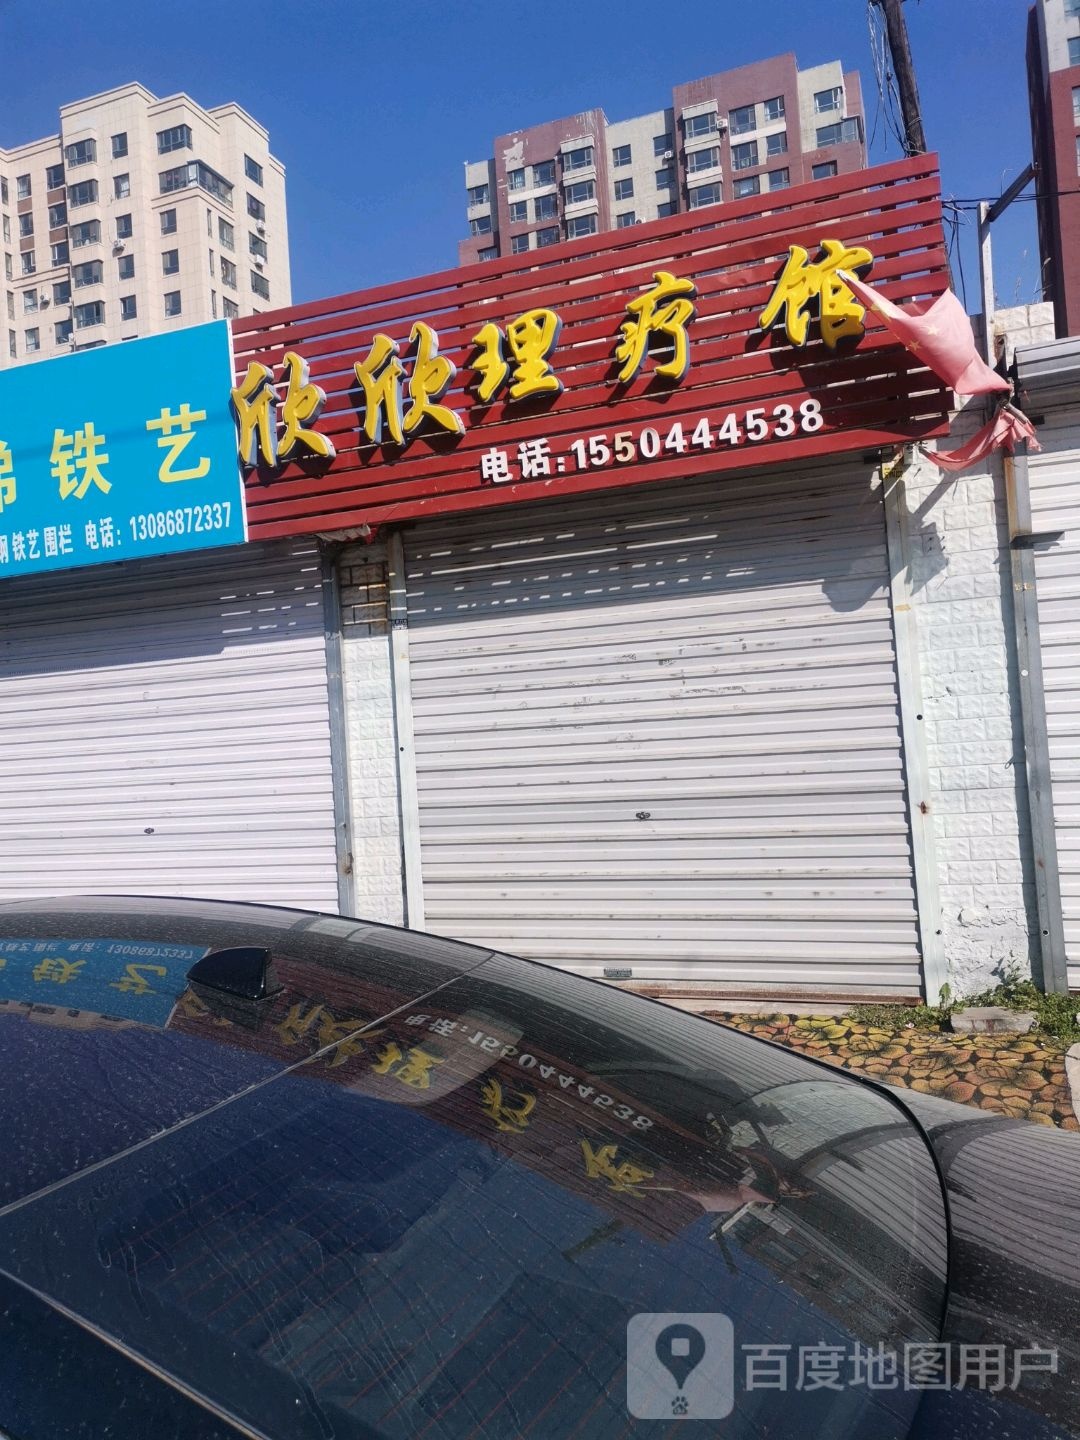 欣欣理疗馆
电话:15504444538
铁艺
铁艺围栏 电话: 13086872337
百度地图用户